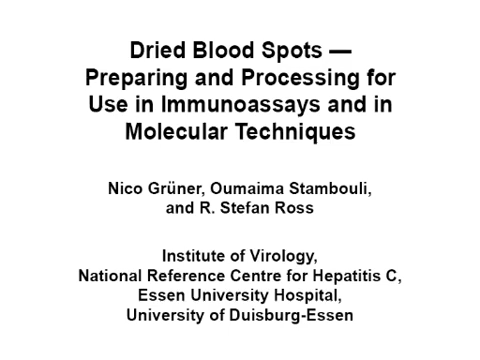 Dried Blood Spots —
Preparing and Processing for
Use in Immunoassays and in
Molecular Techniques
Nico Grüner, Oumaima Stambouli,
and R. Stefan Ross
Institute of Virology,
National Reference Centre for Hepatitis C,
Essen University Hospital,
University of Duisburg-Essen